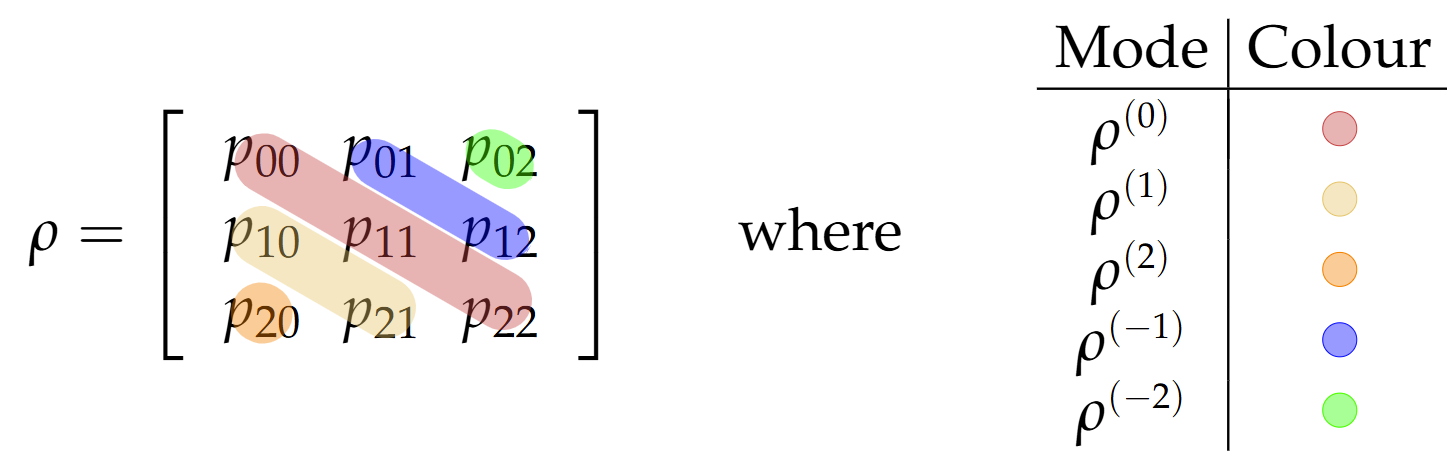 p₀₀ p₀₁ p₀₂
ρ = p₁₀ p₁₁ p₁₂ where
p₂₀ p₂₁ p₂₂
Mode Colour
ρ⁽⁰⁾
ρ⁽¹⁾
ρ⁽²⁾
ρ⁽⁻¹⁾
ρ⁽⁻²⁾